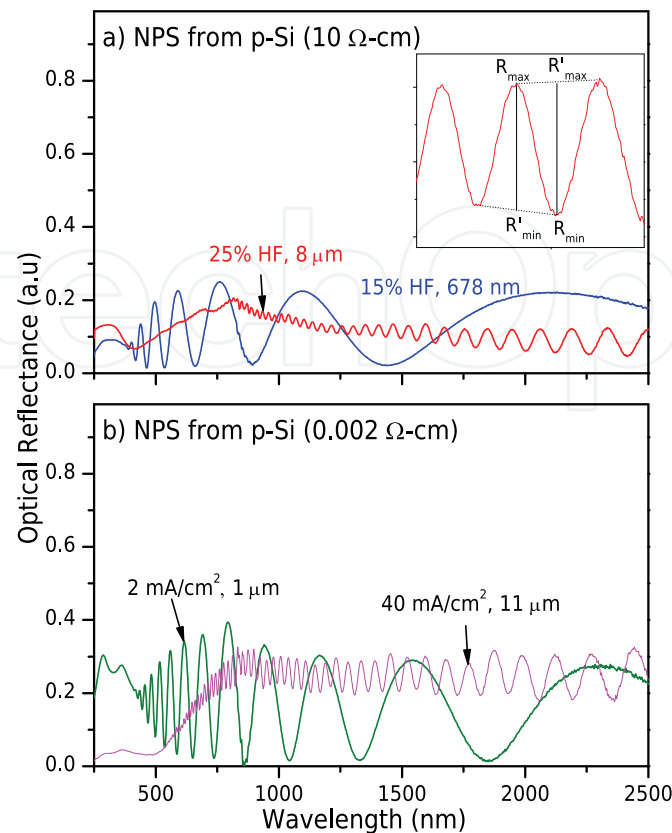 a) NPS from p-Si (10 Ω-cm)
R_max R'_max
R'_min R_min
25% HF, 8 μm
15% HF, 678 nm
0.8
0.6
0.4
0.2
0.0
b) NPS from p-Si (0.002 Ω-cm)
2 mA/cm², 1 μm
40 mA/cm², 11 μm
0.8
0.6
0.4
0.2
0.0
500 1000 1500 2000 2500
Wavelength (nm)
Optical Reflectance (a.u)